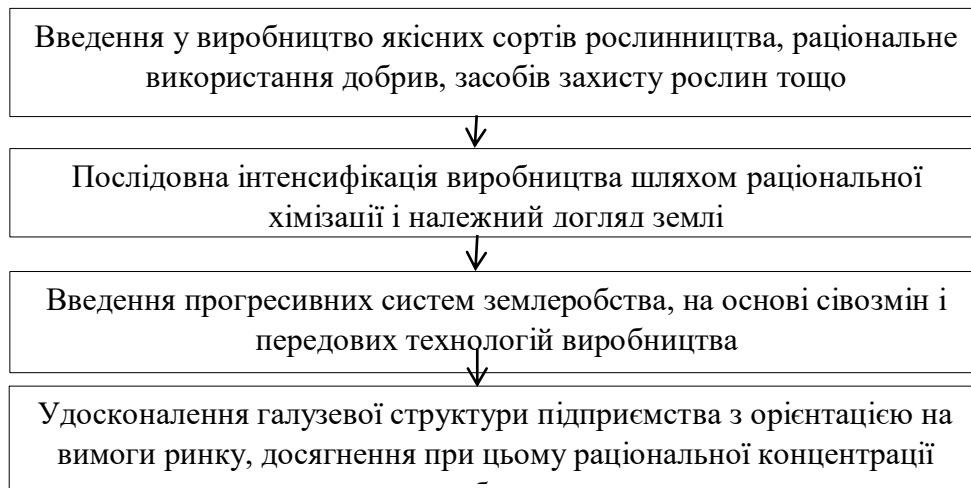 Введення у виробництво якісних сортів рослинництва, раціональне
використання добрив, засобів захисту рослин тощо
Послідовна інтенсифікація виробництва шляхом раціональної
хімізації і належний догляд землі
Введення прогресивних систем землеробства, на основі сівозмін і
передових технологій виробництва
Удосконалення галузевої структури підприємства з орієнтацією на
вимоги ринку, досягнення при цьому раціональної концентрації